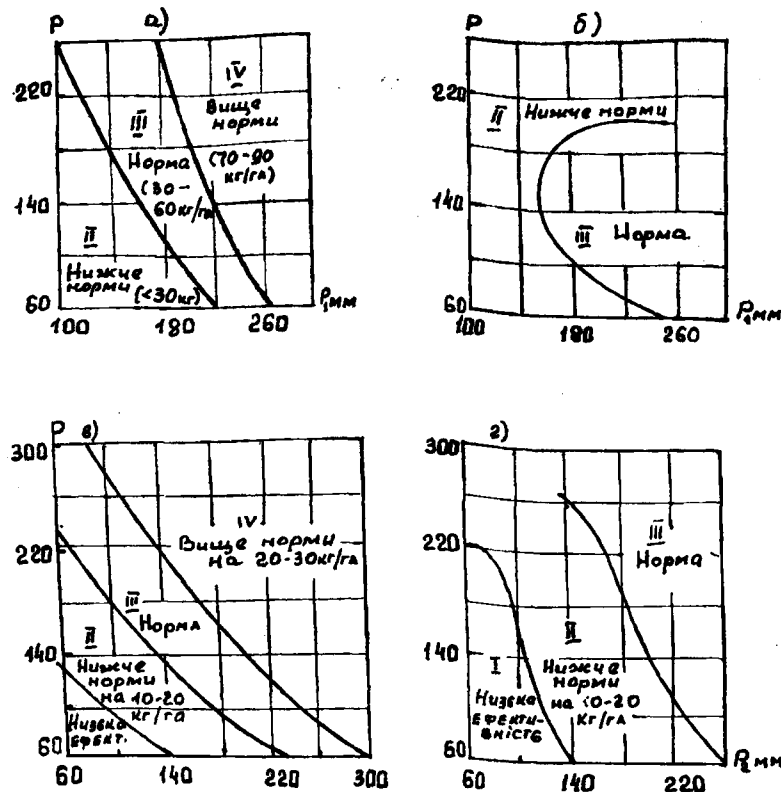 P а)
220
140
60
IV
Вище
норми
(70-90
кг/га)
III
Норма
(30-
60кг/га
II
Нижче
норми (<30кг)
100 180 260
P₁мм
P б)
220
140
60
II Нижче норми
III Норма
100 180 260
P₁мм
P в)
300
220
140
60
IV
Вище норми
на 20-30кг/га
III
Норма
II
Нижче
норми
на 10-20
кг/га
Низька
ефект.
60 140 220 300
г)
300
220
140
60
III
Норма
II
Нижче
норми
на 10-20
кг/га
I
Низька
ефекти-
вність
60 140 220
P₂мм